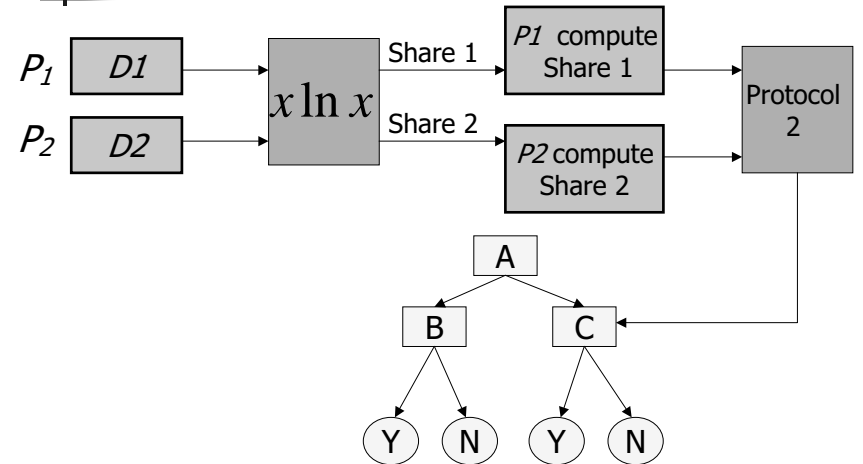 P1 D1
P2 D2
x ln x
Share 1
Share 2
P1 compute
Share 1
P2 compute
Share 2
Protocol
2
A
B C
Y N Y N